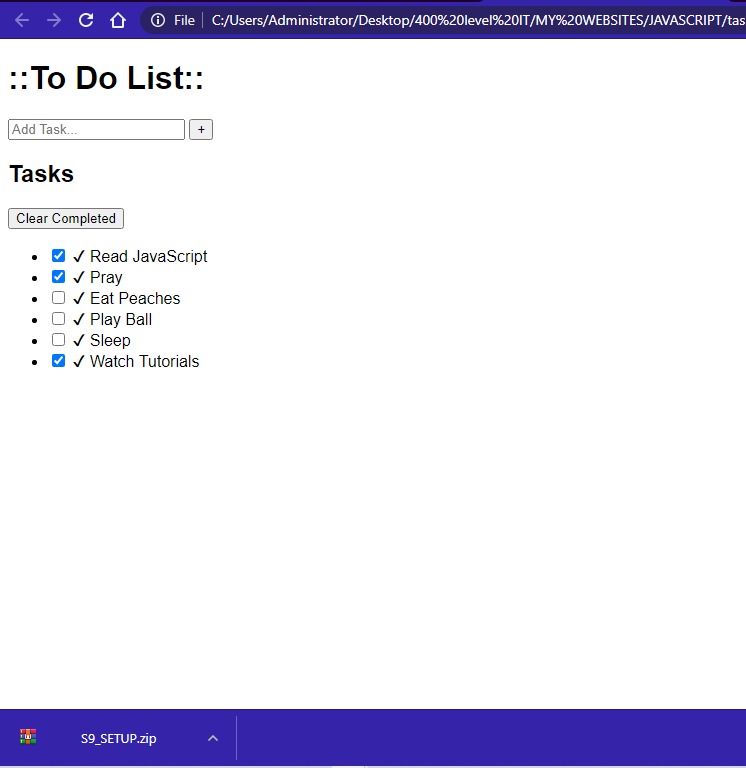 File C:/Users/Administrator/Desktop/400%20level%20IT/MY%20WEBSITES/JAVASCRIPT/tas
::To Do List::
Add Task... +
Tasks
Clear Completed
✓ Read JavaScript
✓ Pray
✓ Eat Peaches
✓ Play Ball
✓ Sleep
✓ Watch Tutorials
S9_SETUP.zip